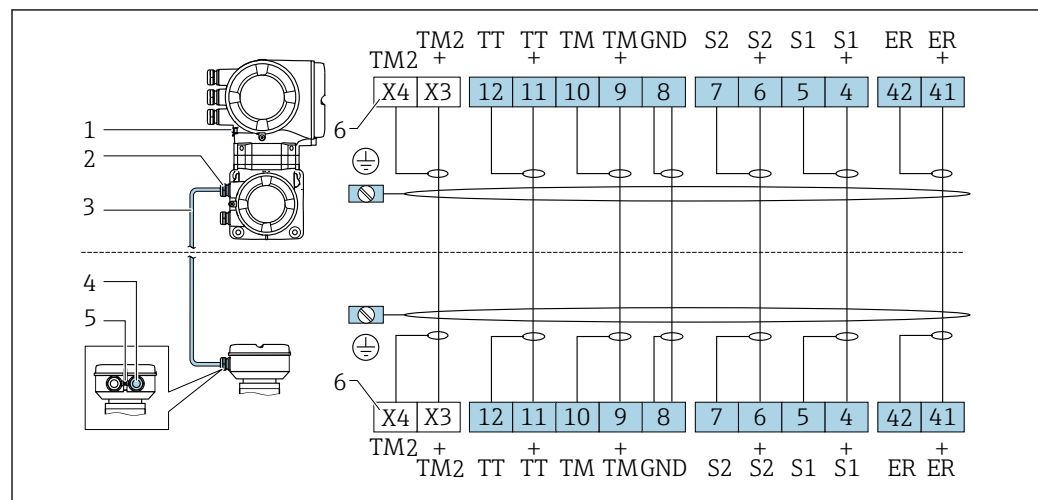 TM2 TT TT TM TM GND S2 S2 S1 S1 ER ER
TM2 + + + + + +
X4 X3 12 11 10 9 8 7 6 5 4 42 41
6
1
2
3
4
5
6
X4 X3 12 11 10 9 8 7 6 5 4 42 41
TM2 + + + + + +
TM2 TT TT TM TM GND S2 S2 S1 S1 ER ER